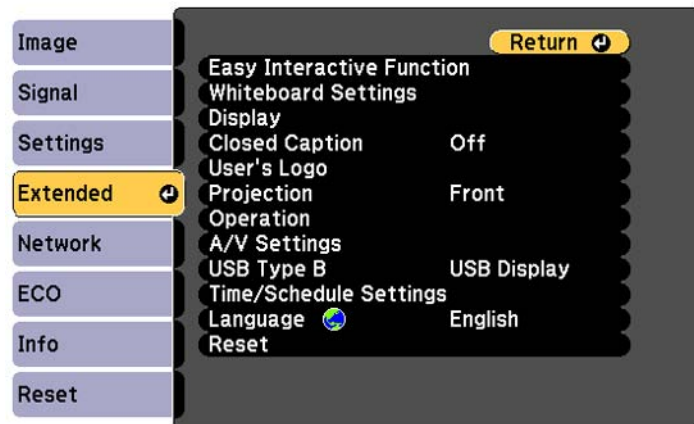 Image
Signal
Settings
Extended
Network
ECO
Info
Reset
Return
Easy Interactive Function
Whiteboard Settings
Display
Closed Caption Off
User's Logo
Projection Front
Operation
A/V Settings
USB Type B USB Display
Time/Schedule Settings
Language English
Reset